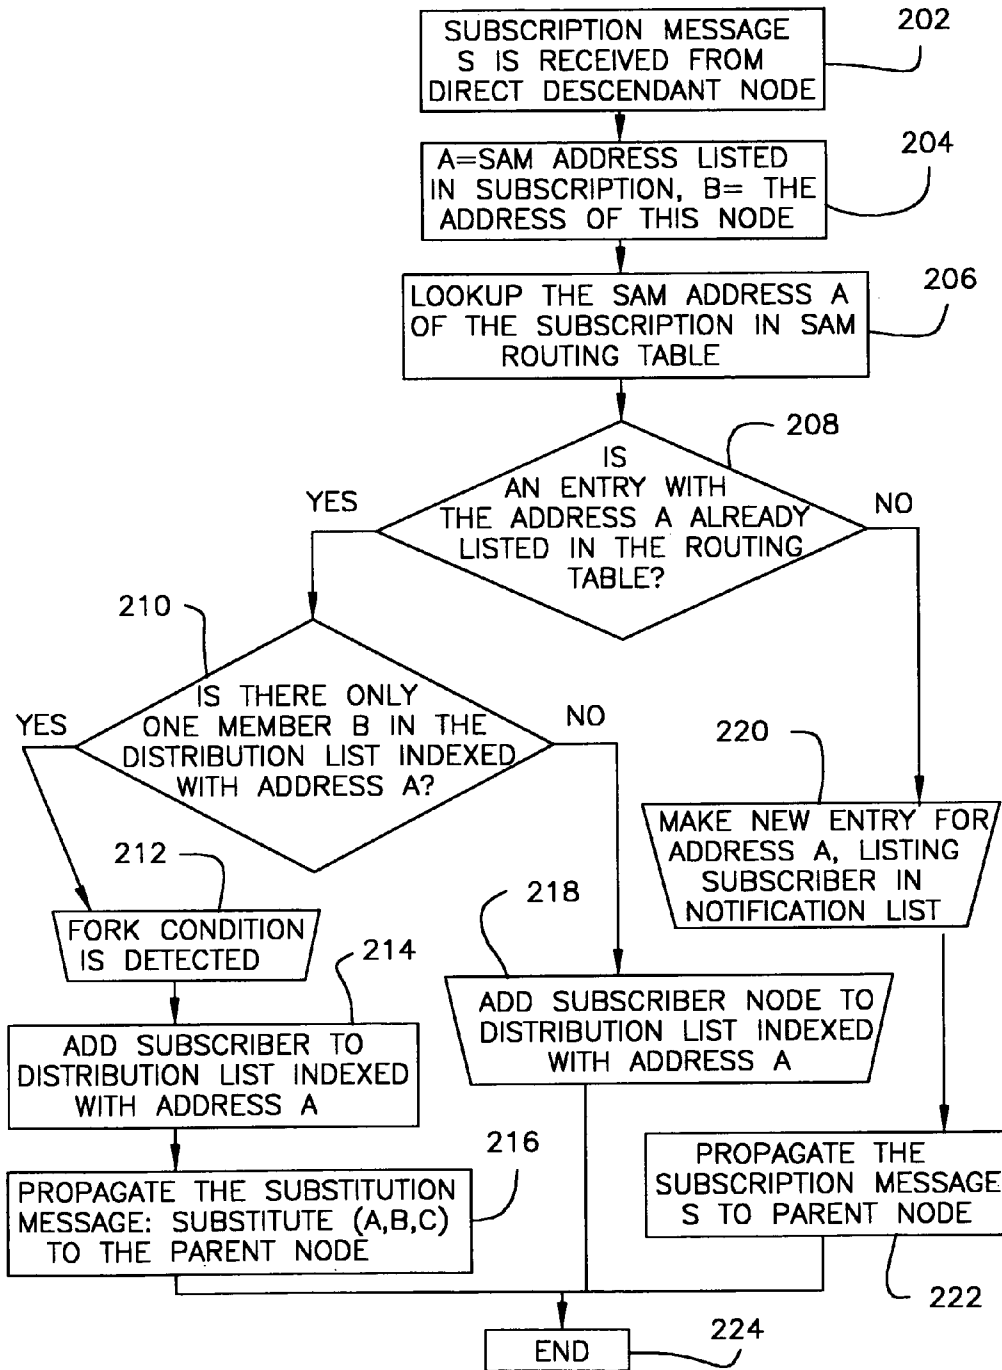 SUBSCRIPTION MESSAGE
S IS RECEIVED FROM
DIRECT DESCENDANT NODE
202
A=SAM ADDRESS LISTED
IN SUBSCRIPTION, B= THE
ADDRESS OF THIS NODE
204
LOOKUP THE SAM ADDRESS A
OF THE SUBSCRIPTION IN SAM
ROUTING TABLE
206
208
IS
AN ENTRY WITH
THE ADDRESS A ALREADY
LISTED IN THE ROUTING
TABLE?
YES
NO
210
IS THERE ONLY
ONE MEMBER B IN THE
DISTRIBUTION LIST INDEXED
WITH ADDRESS A?
YES
NO
220
MAKE NEW ENTRY FOR
ADDRESS A, LISTING
SUBSCRIBER IN
NOTIFICATION LIST
212
FORK CONDITION
IS DETECTED
214
ADD SUBSCRIBER TO
DISTRIBUTION LIST INDEXED
WITH ADDRESS A
218
ADD SUBSCRIBER NODE TO
DISTRIBUTION LIST INDEXED
WITH ADDRESS A
216
PROPAGATE THE SUBSTITUTION
MESSAGE: SUBSTITUTE (A,B,C)
TO THE PARENT NODE
PROPAGATE THE
SUBSCRIPTION MESSAGE
S TO PARENT NODE
222
END
224